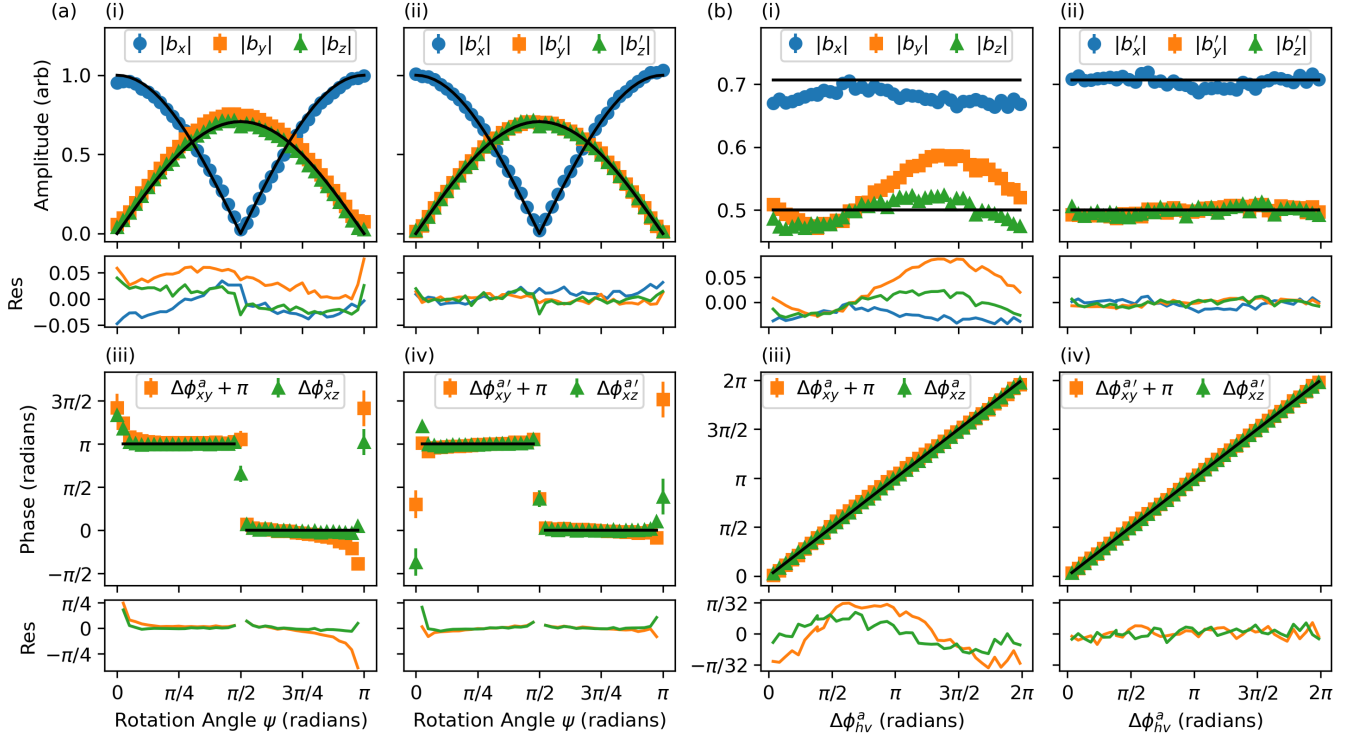 (a) (i) (ii) (b) (i) (ii)
|b_x| |b_y| |b_z|
|b′_x| |b′_y| |b′_z|
|b_x| |b_y| |b_z|
|b′_x| |b′_y| |b′_z|
Amplitude (arb)
1.0
0.5
0.0
0.7
0.6
0.5
Res
0.05
0.00
−0.05
0.00
(iii) (iv) (iii) (iv)
Δϕ^a_xy + π Δϕ^a_xz
Δϕ^a′_xy + π Δϕ^a′_xz
Δϕ^a_xy + π Δϕ^a_xz
Δϕ^a′_xy + π Δϕ^a′_xz
Phase (radians)
3π/2
π
π/2
0
−π/2
2π
3π/2
π
π/2
0
Res
π/4
0
−π/4
π/32
0
−π/32
0 π/4 π/2 3π/4 π
0 π/4 π/2 3π/4 π
0 π/2 π 3π/2 2π
0 π/2 π 3π/2 2π
Rotation Angle ψ (radians)
Rotation Angle ψ (radians)
Δϕ^a_hv (radians)
Δϕ^a_hv (radians)